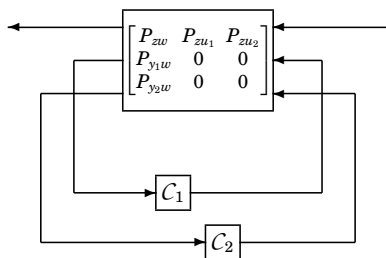 P_{zw} P_{zu_1} P_{zu_2}
P_{y_1w} 0 0
P_{y_2w} 0 0
C_1
C_2